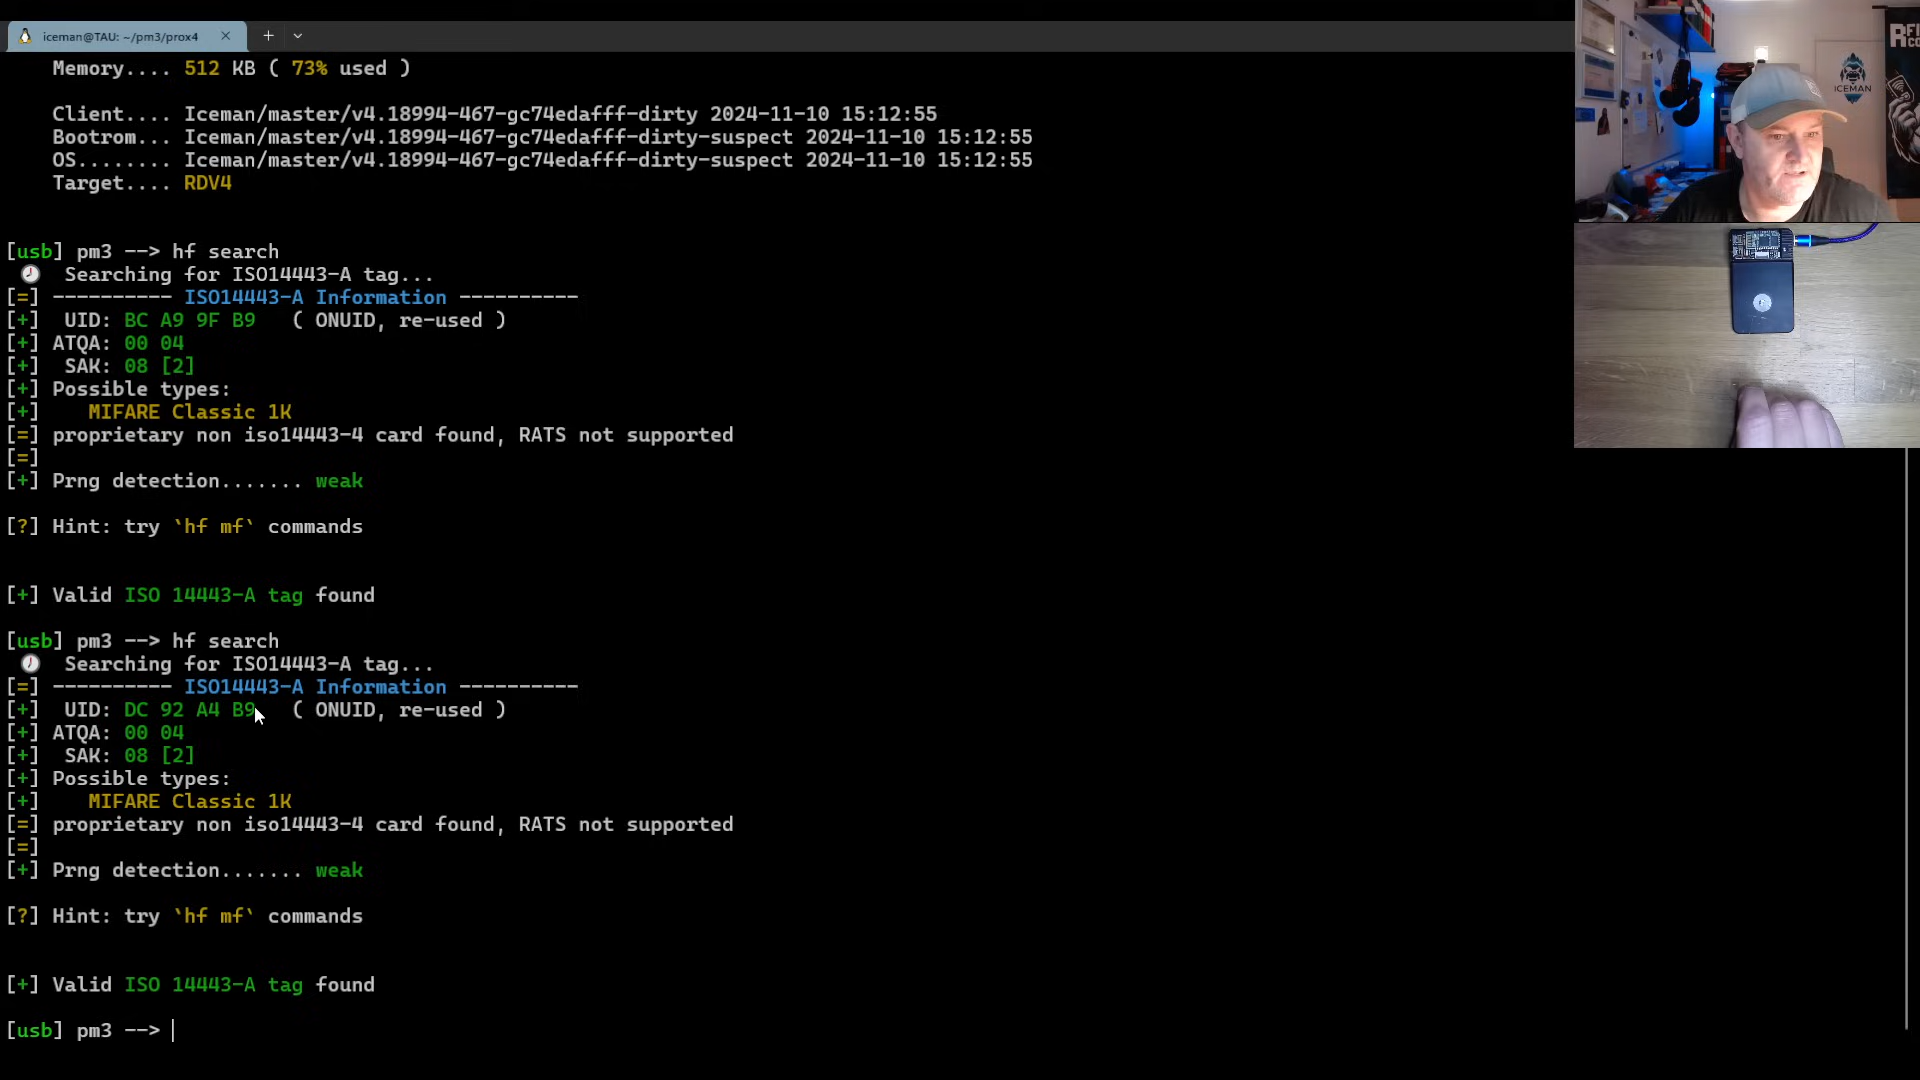 iceman@TAU: ~/pm3/prox4
Memory.... 512 KB ( 73% used )
Client.... Iceman/master/v4.18994-467-gc74edafff-dirty 2024-11-10 15:12:55
Bootrom... Iceman/master/v4.18994-467-gc74edafff-dirty-suspect 2024-11-10 15:12:55
OS........ Iceman/master/v4.18994-467-gc74edafff-dirty-suspect 2024-11-10 15:12:55
Target.... RDV4
[usb] pm3 --> hf search
Searching for ISO14443-A tag...
[=] ---------- ISO14443-A Information ----------
[+] UID: BC A9 9F B9 ( ONUID, re-used )
[+] ATQA: 00 04
[+] SAK: 08 [2]
[+] Possible types:
[+] MIFARE Classic 1K
[=] proprietary non iso14443-4 card found, RATS not supported
[=]
[+] Prng detection....... weak
[?] Hint: try `hf mf` commands
[+] Valid ISO 14443-A tag found
[usb] pm3 --> hf search
Searching for ISO14443-A tag...
[=] ---------- ISO14443-A Information ----------
[+] UID: DC 92 A4 B9 ( ONUID, re-used )
[+] ATQA: 00 04
[+] SAK: 08 [2]
[+] Possible types:
[+] MIFARE Classic 1K
[=] proprietary non iso14443-4 card found, RATS not supported
[=]
[+] Prng detection....... weak
[?] Hint: try `hf mf` commands
[+] Valid ISO 14443-A tag found
[usb] pm3 -->
ICEMAN